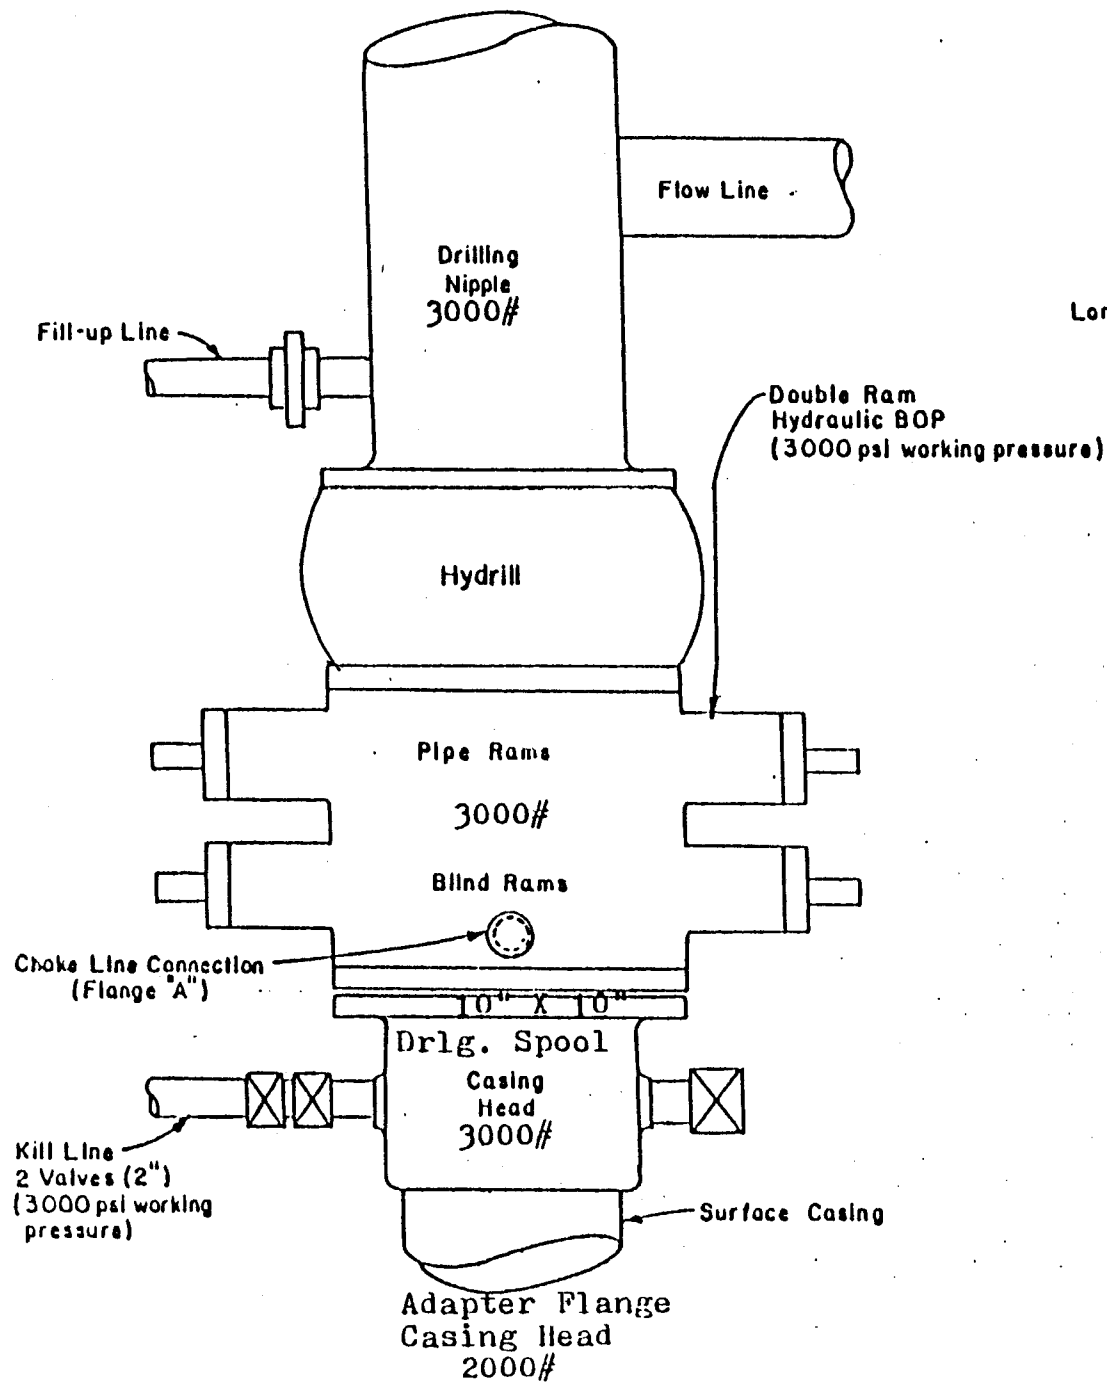 Flow Line
Drilling
Nipple
3000#
Fill-up Line
Lor
Double Ram
Hydraulic BOP
(3000 psi working pressure)
Hydrill
Pipe Rams
3000#
Blind Rams
Choke Line Connection
(Flange "A")
10" X 10"
Drlg. Spool
Casing
Head
3000#
Kill Line
2 Valves (2")
(3000 psi working
pressure)
Surface Casing
Adapter Flange
Casing Head
2000#